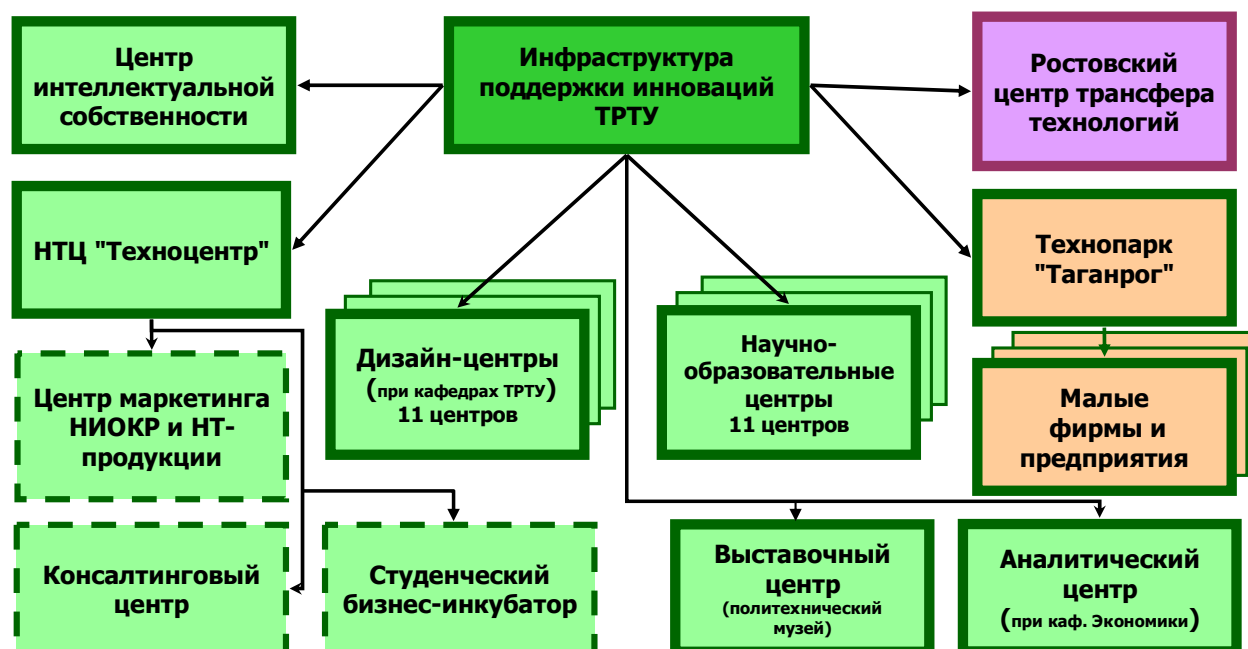 Центр
интеллектуальной
собственности
Инфраструктура
поддержки инноваций
ТРТУ
Ростовский
центр трансфера
технологий
НТЦ "Техноцентр"
Технопарк
"Таганрог"
Дизайн-центры
(при кафедрах ТРТУ)
11 центров
Научно-
образовательные
центры
11 центров
Малые
фирмы и
предприятия
Центр маркетинга
НИОКР и НТ-
продукции
Консалтинговый
центр
Студенческий
бизнес-инкубатор
Выставочный
центр
(политехнический
музей)
Аналитический
центр
(при каф. Экономики)